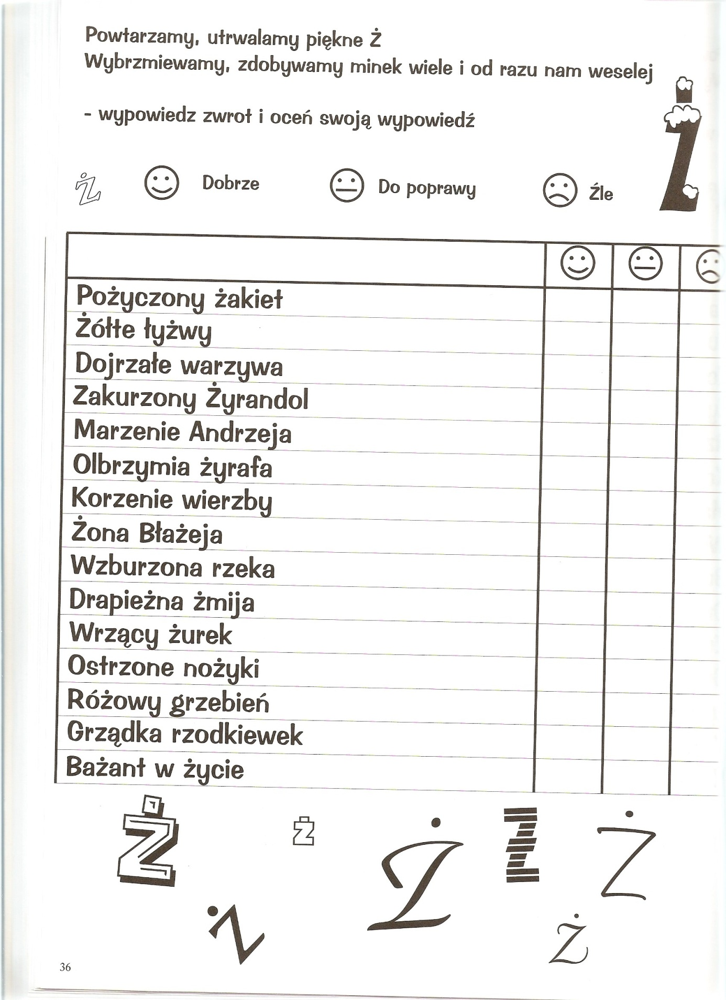 Powtarzamy, utrwalamy piękne Ż
Wybrzmiewamy, zdobywamy minek wiele i od razu nam weselej
- wypowiedz zwrot i oceń swoją wypowiedź
Ż
Ż Dobrze Do poprawy Źle
Pożyczony żakiet
Żółte łyżwy
Dojrzałe warzywa
Zakurzony Żyrandol
Marzenie Andrzeja
Olbrzymia żyrafa
Korzenie wierzby
Żona Błażeja
Wzburzona rzeka
Drapieżna żmija
Wrzący żurek
Ostrzone nożyki
Różowy grzebień
Grządka rzodkiewek
Bażant w życie
Ż Ż Ż Ż Ż
Ż Ż
36